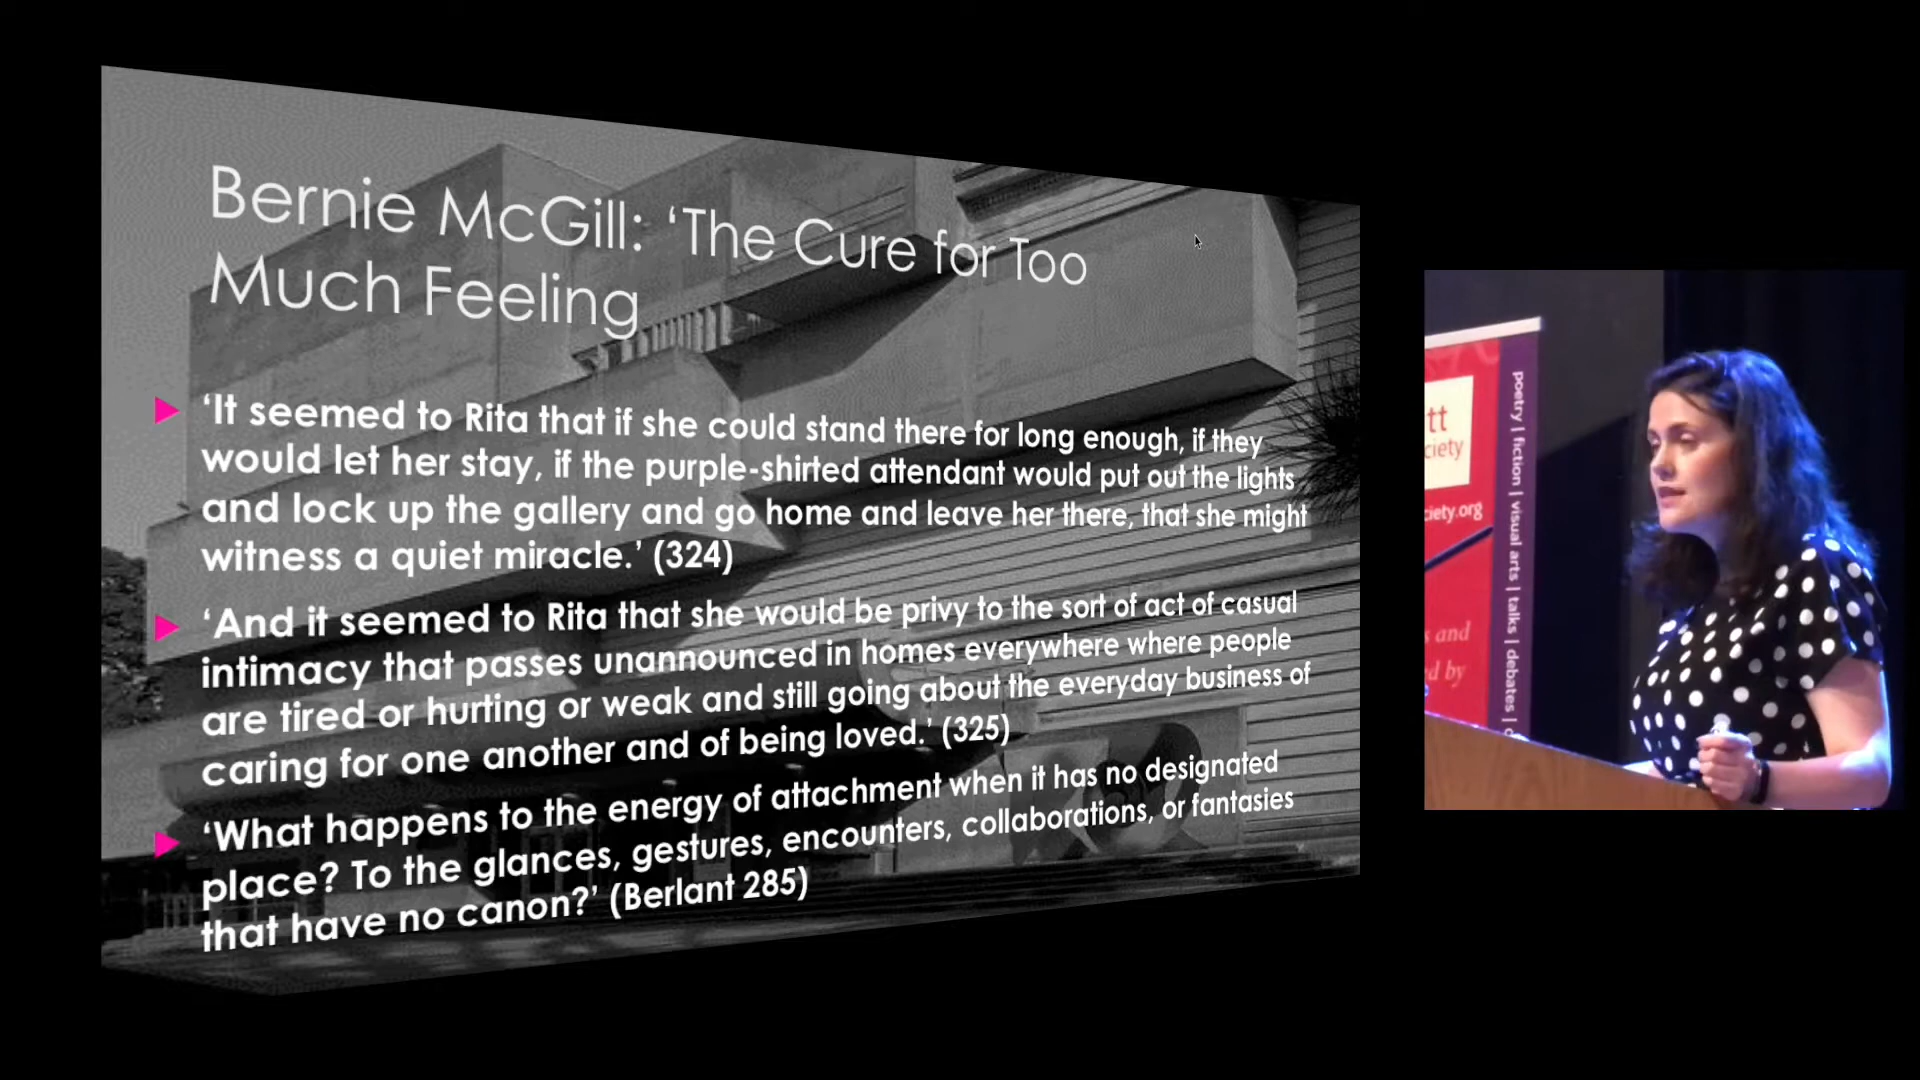 Bernie McGill: ‘The Cure for Too
Much Feeling
‘It seemed to Rita that if she could stand there for long enough, if they
would let her stay, if the purple-shirted attendant would put out the lights
and lock up the gallery and go home and leave her there, that she might
witness a quiet miracle.’ (324)
‘And it seemed to Rita that she would be privy to the sort of act of casual
intimacy that passes unannounced in homes everywhere where people
are tired or hurting or weak and still going about the everyday business of
caring for one another and of being loved.’ (325)
‘What happens to the energy of attachment when it has no designated
place? To the glances, gestures, encounters, collaborations, or fantasies
that have no canon?’ (Berlant 285)
tt
ciety
ciety.org
s and
d by
poetry | fiction | visual arts | talks | debates |